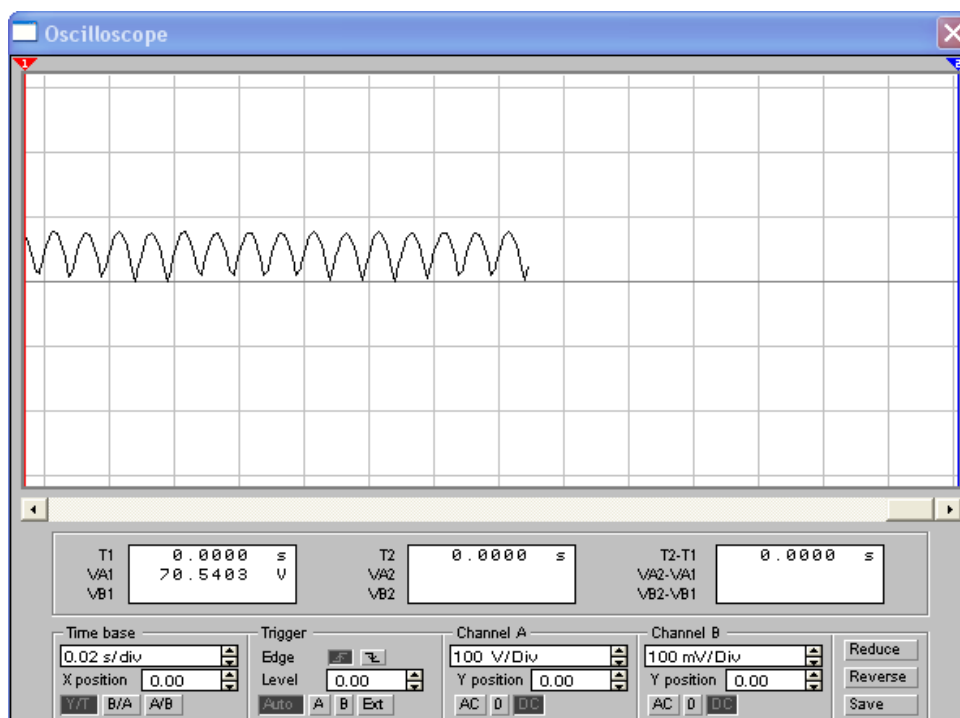 Oscilloscope
1 2
T1 0.0000 s T2 0.0000 s T2-T1 0.0000 s
VA1 70.5403 V VA2 VA2-VA1
VB1 VB2 VB2-VB1
Time base Trigger Channel A Channel B
0.02 s/div Edge 100 V/Div 100 mV/Div Reduce
X position 0.00 Level 0.00 Y position 0.00 Y position 0.00 Reverse
Y/T B/A A/B Auto A B Ext AC 0 DC AC 0 DC Save